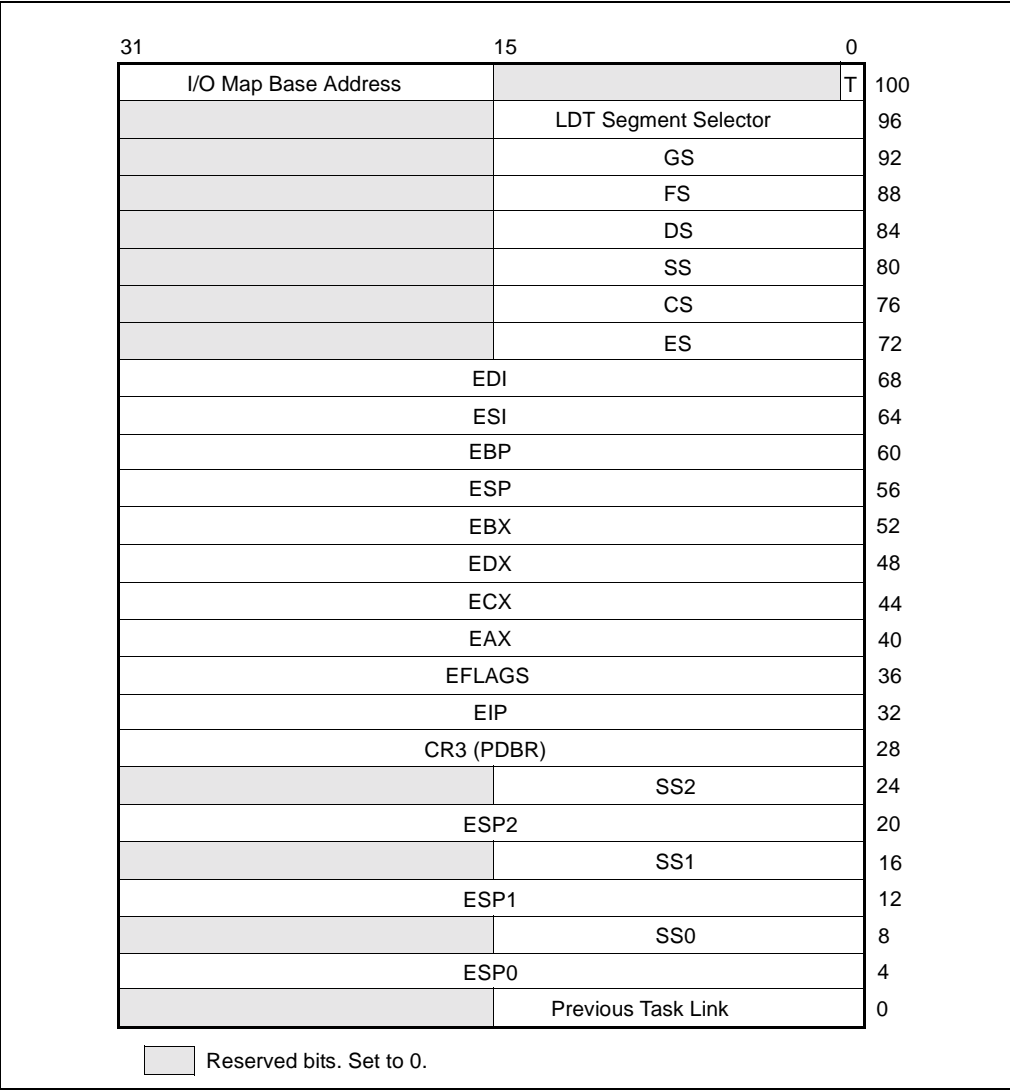 31 15 0
I/O Map Base Address T 100
LDT Segment Selector 96
GS 92
FS 88
DS 84
SS 80
CS 76
ES 72
EDI 68
ESI 64
EBP 60
ESP 56
EBX 52
EDX 48
ECX 44
EAX 40
EFLAGS 36
EIP 32
CR3 (PDBR) 28
SS2 24
ESP2 20
SS1 16
ESP1 12
SS0 8
ESP0 4
Previous Task Link 0
Reserved bits. Set to 0.